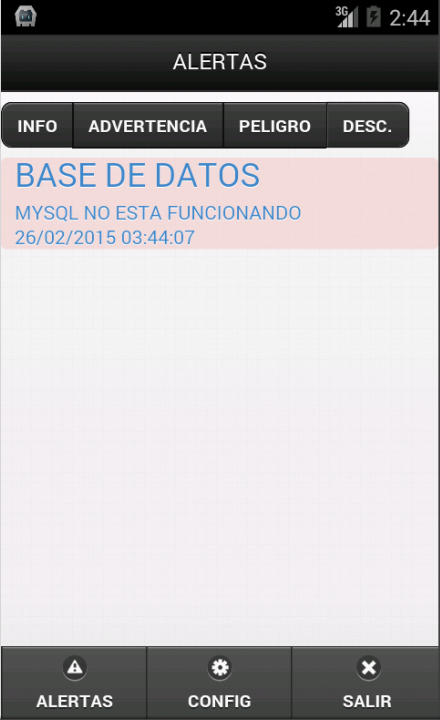 3G 2:44
ALERTAS
INFO ADVERTENCIA PELIGRO DESC.
BASE DE DATOS
MYSQL NO ESTA FUNCIONANDO
26/02/2015 03:44:07
ALERTAS CONFIG SALIR